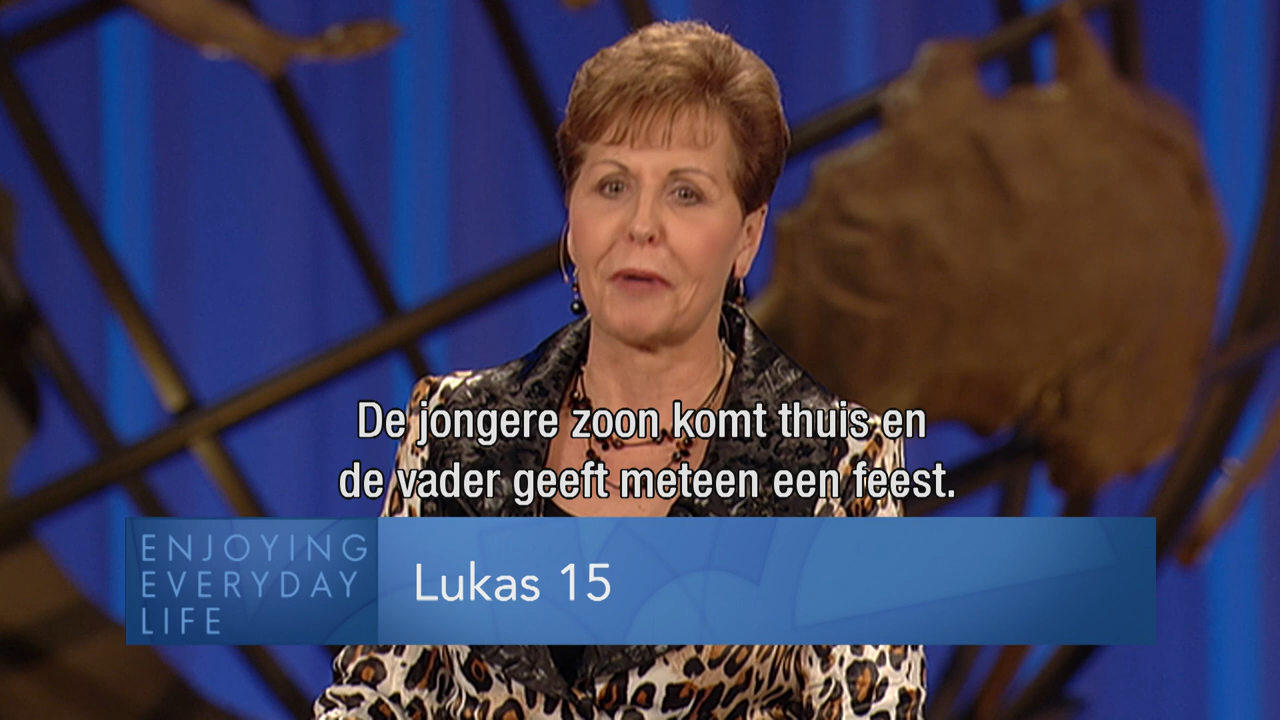 De jongere zoon komt thuis en
de vader geeft meteen een feest.
ENJOYING
EVERYDAY
LIFE
Lukas 15